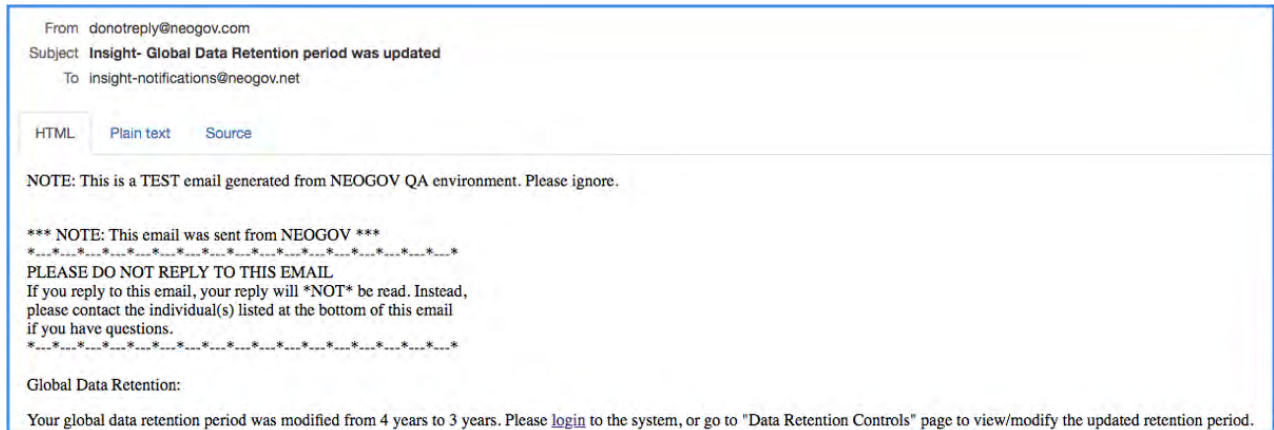 From donotreply@neogov.com
Subject Insight- Global Data Retention period was updated
To insight-notifications@neogov.net
HTML Plain text Source
NOTE: This is a TEST email generated from NEOGOV QA environment. Please ignore.
*** NOTE: This email was sent from NEOGOV ***
*---*---*---*---*---*---*---*---*---*---*---*---*---*---*---*---*---*
PLEASE DO NOT REPLY TO THIS EMAIL
If you reply to this email, your reply will *NOT* be read. Instead,
please contact the individual(s) listed at the bottom of this email
if you have questions.
*---*---*---*---*---*---*---*---*---*---*---*---*---*---*---*---*---*
Global Data Retention:
Your global data retention period was modified from 4 years to 3 years. Please login to the system, or go to "Data Retention Controls" page to view/modify the updated retention period.